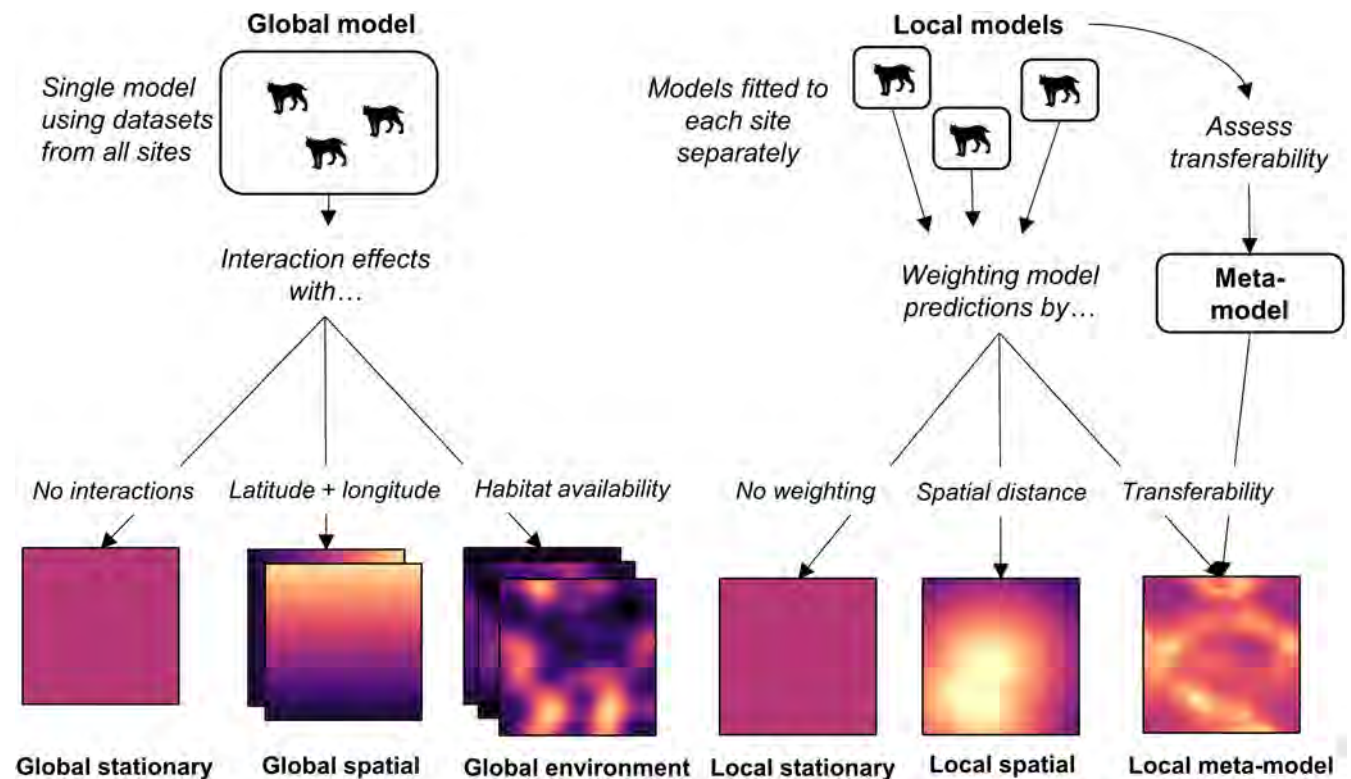 Global model
Single model
using datasets
from all sites
Interaction effects
with…
No interactions
Latitude + longitude
Habitat availability
Global stationary
Global spatial
Global environment
Local models
Models fitted to
each site
separately
Assess
transferability
Weighting model
predictions by…
Meta-
model
No weighting
Spatial distance
Transferability
Local stationary
Local spatial
Local meta-model